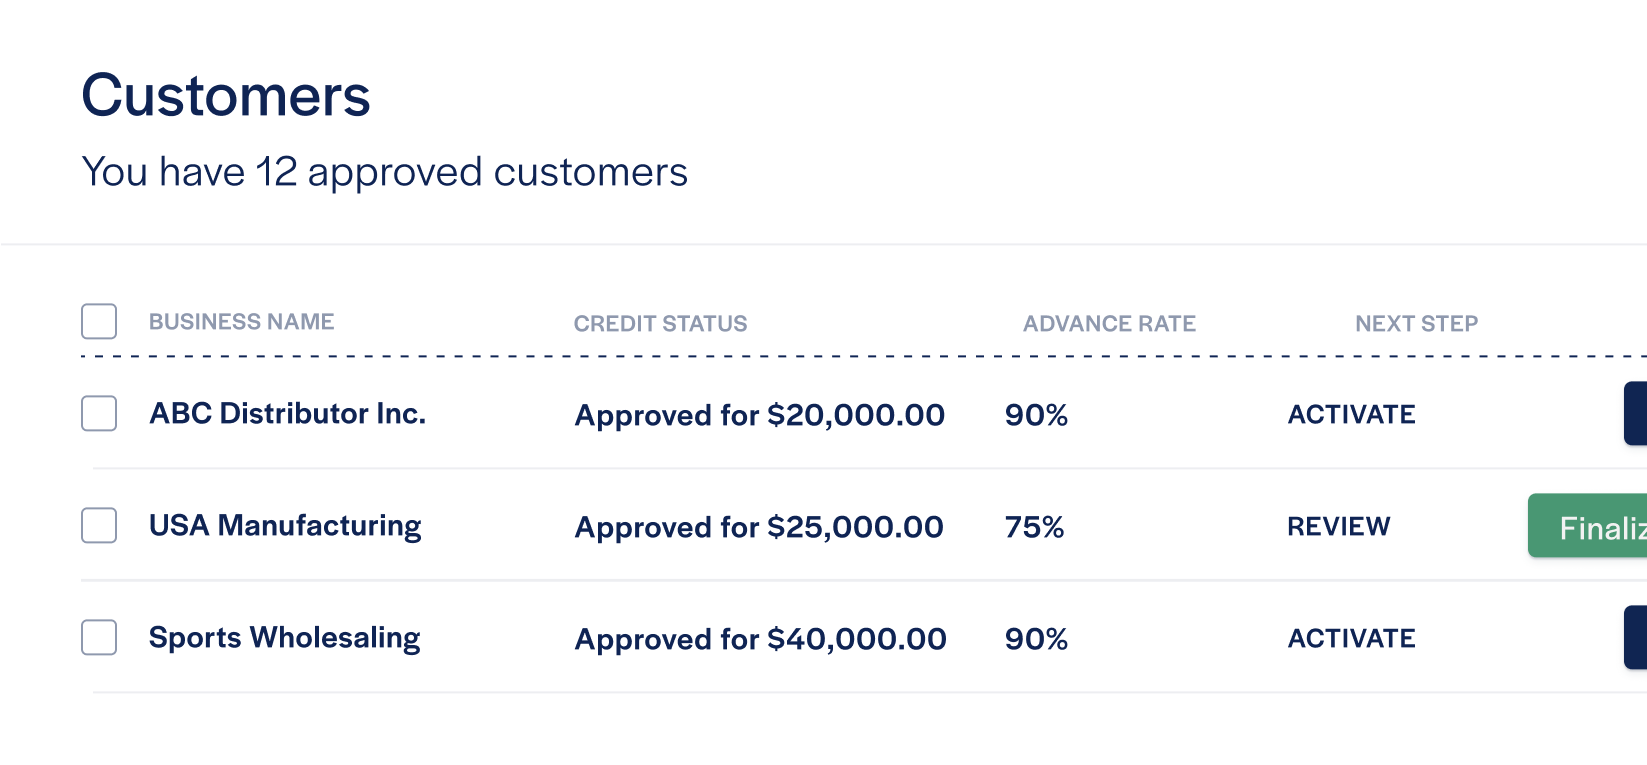 Customers
You have 12 approved customers
BUSINESS NAME CREDIT STATUS ADVANCE RATE NEXT STEP
ABC Distributor Inc. Approved for $20,000.00 90% ACTIVATE
USA Manufacturing Approved for $25,000.00 75% REVIEW
Sports Wholesaling Approved for $40,000.00 90% ACTIVATE